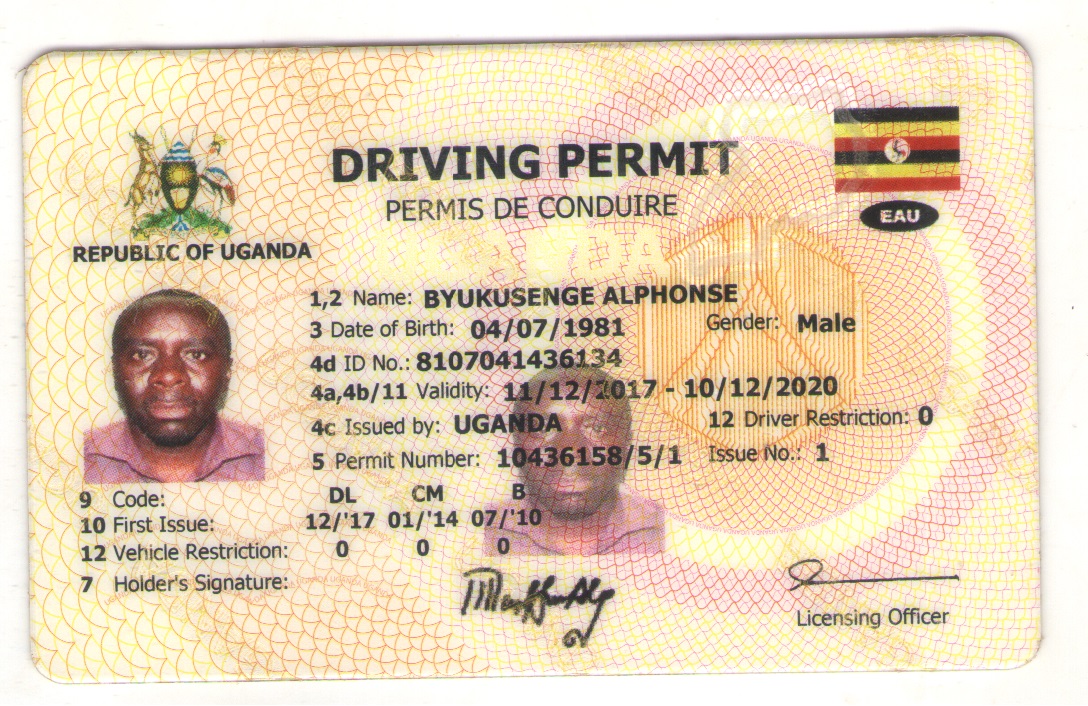 DRIVING PERMIT
PERMIS DE CONDUIRE
EAU
REPUBLIC OF UGANDA
1,2 Name: BYUKUSENGE ALPHONSE
3 Date of Birth: 04/07/1981 Gender: Male
4d ID No.: 8107041436134
4a,4b/11 Validity: 11/12/2017 - 10/12/2020
4c Issued by: UGANDA 12 Driver Restriction: 0
5 Permit Number: 10436158/5/1 Issue No.: 1
9 Code: DL CM B
10 First Issue: 12/'17 01/'14 07/'10
12 Vehicle Restriction: 0 0 0
7 Holder's Signature:
Licensing Officer